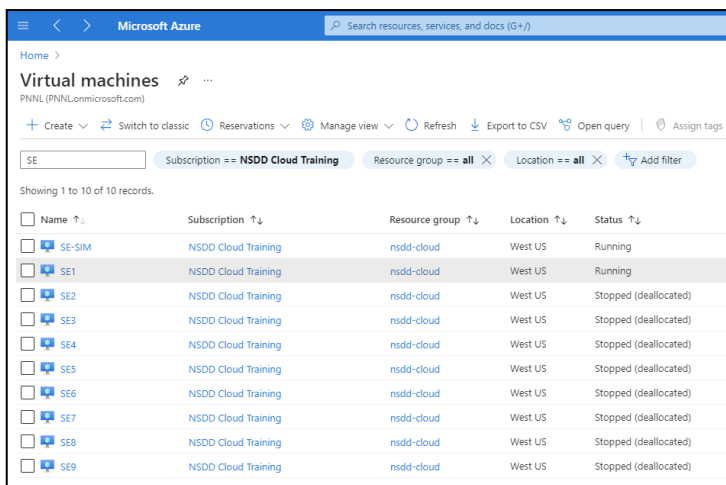 Microsoft Azure Search resources, services, and docs (G+/)
Home >
Virtual machines ...
PNNL (PNNL.onmicrosoft.com)
+ Create Switch to classic Reservations Manage view Refresh Export to CSV Open query Assign tags
SE Subscription == NSDD Cloud Training Resource group == all × Location == all × Add filter
Showing 1 to 10 of 10 records.
Name ↑↓ Subscription ↑↓ Resource group ↑↓ Location ↑↓ Status ↑↓
SE-SIM NSDD Cloud Training nsdd-cloud West US Running
SE1 NSDD Cloud Training nsdd-cloud West US Running
SE2 NSDD Cloud Training nsdd-cloud West US Stopped (deallocated)
SE3 NSDD Cloud Training nsdd-cloud West US Stopped (deallocated)
SE4 NSDD Cloud Training nsdd-cloud West US Stopped (deallocated)
SE5 NSDD Cloud Training nsdd-cloud West US Stopped (deallocated)
SE6 NSDD Cloud Training nsdd-cloud West US Stopped (deallocated)
SE7 NSDD Cloud Training nsdd-cloud West US Stopped (deallocated)
SE8 NSDD Cloud Training nsdd-cloud West US Stopped (deallocated)
SE9 NSDD Cloud Training nsdd-cloud West US Stopped (deallocated)